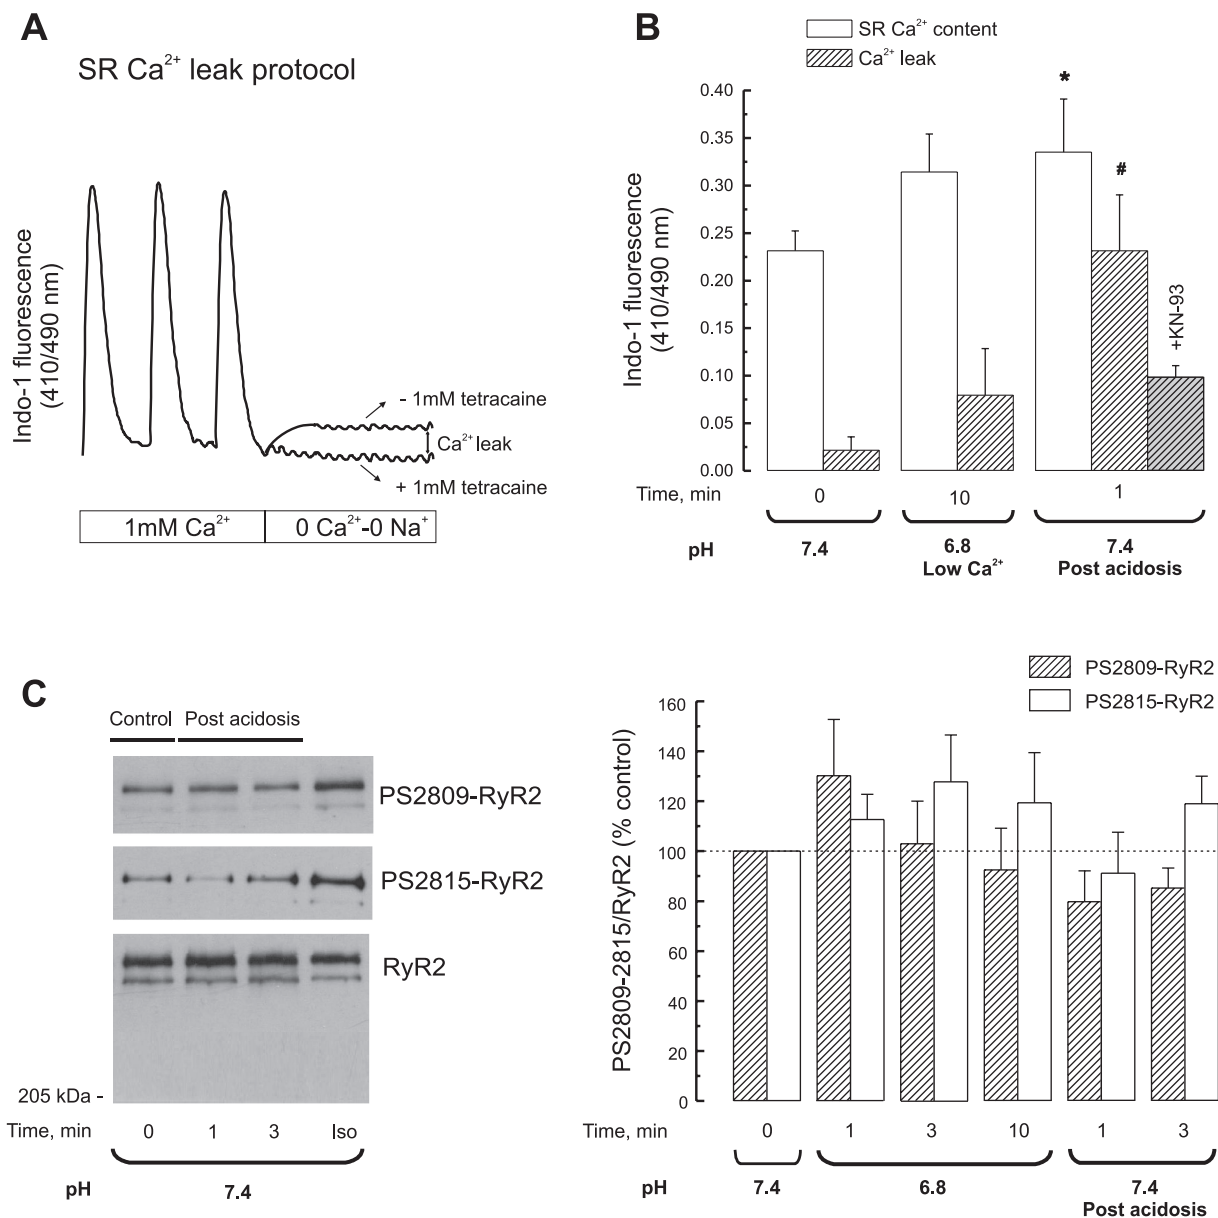 A
SR Ca²⁺ leak protocol
Indo-1 fluorescence
(410/490 nm)
- 1mM tetracaine
Ca²⁺ leak
+ 1mM tetracaine
1mM Ca²⁺
0 Ca²⁺-0 Na⁺
B
SR Ca²⁺ content
Ca²⁺ leak
Indo-1 fluorescence
(410/490 nm)
0.40
0.35
0.30
0.25
0.20
0.15
0.10
0.05
0.00
*
#
+KN-93
Time, min 0 10 1
pH 7.4 6.8 7.4
Low Ca²⁺ Post acidosis
C
Control Post acidosis
PS2809-RyR2
PS2815-RyR2
RyR2
205 kDa -
Time, min 0 1 3 Iso
pH 7.4
PS2809-RyR2
PS2815-RyR2
PS2809-2815/RyR2 (% control)
160
140
120
100
80
60
40
20
0
Time, min 0 1 3 10 1 3
pH 7.4 6.8 7.4
Post acidosis